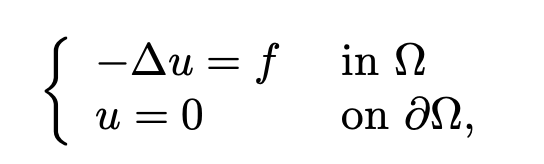 −Δu = f in Ω
u = 0 on ∂Ω,